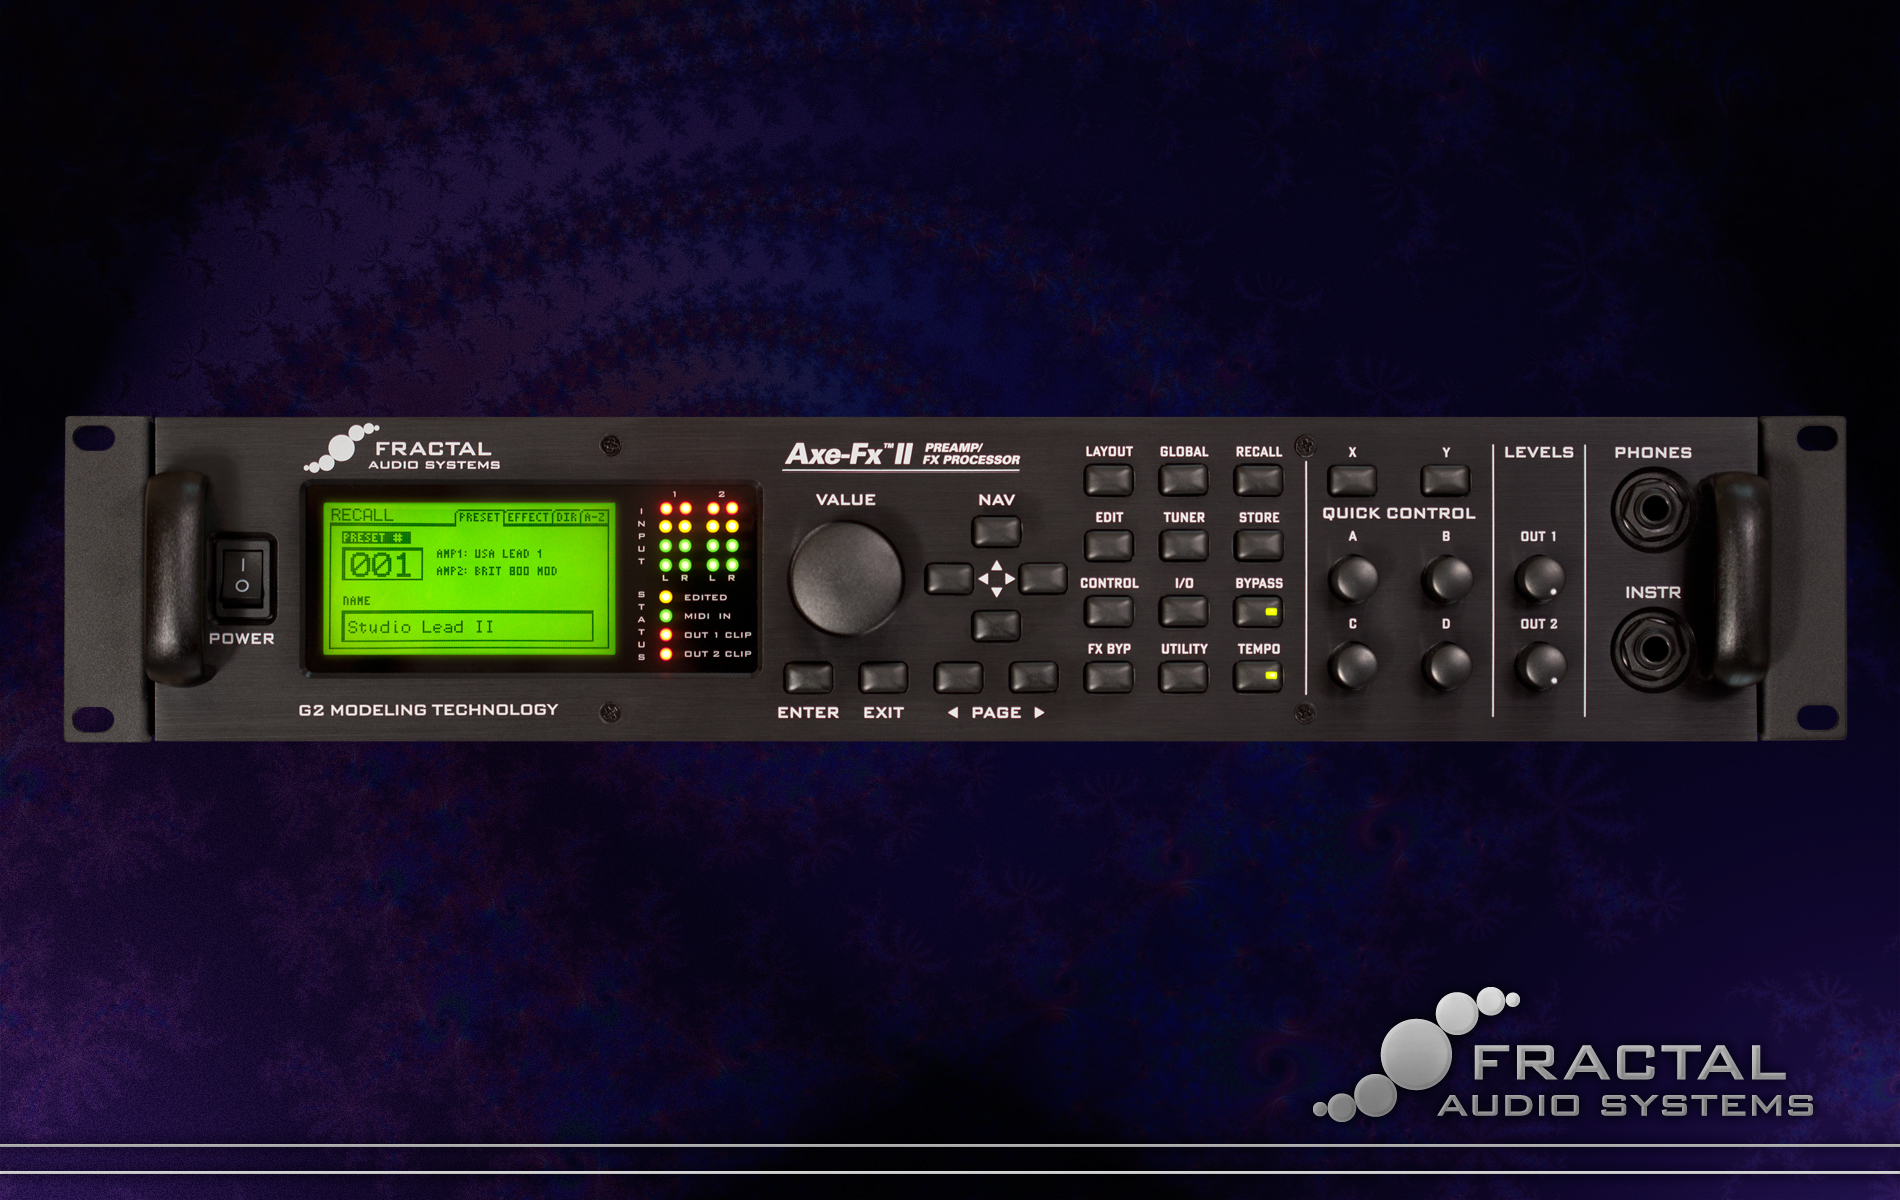 FRACTAL
AUDIO SYSTEMS
RECALL
PRESET EFFECT DIR A-Z
PRESET #
001
AMP1: USA LEAD 1
AMP2: BRIT 800 MOD
NAME
Studio Lead II
1 2
INPUT
L R L R
STATUS
EDITED
MIDI IN
OUT 1 CLIP
OUT 2 CLIP
POWER
G2 MODELING TECHNOLOGY
Axe-Fx™ II PREAMP/
FX PROCESSOR
VALUE
NAV
ENTER EXIT ◀ PAGE ▶
LAYOUT GLOBAL RECALL
EDIT TUNER STORE
CONTROL I/O BYPASS
FX BYP UTILITY TEMPO
X Y
QUICK CONTROL
A B
C D
LEVELS
OUT 1
OUT 2
PHONES
INSTR
FRACTAL
AUDIO SYSTEMS